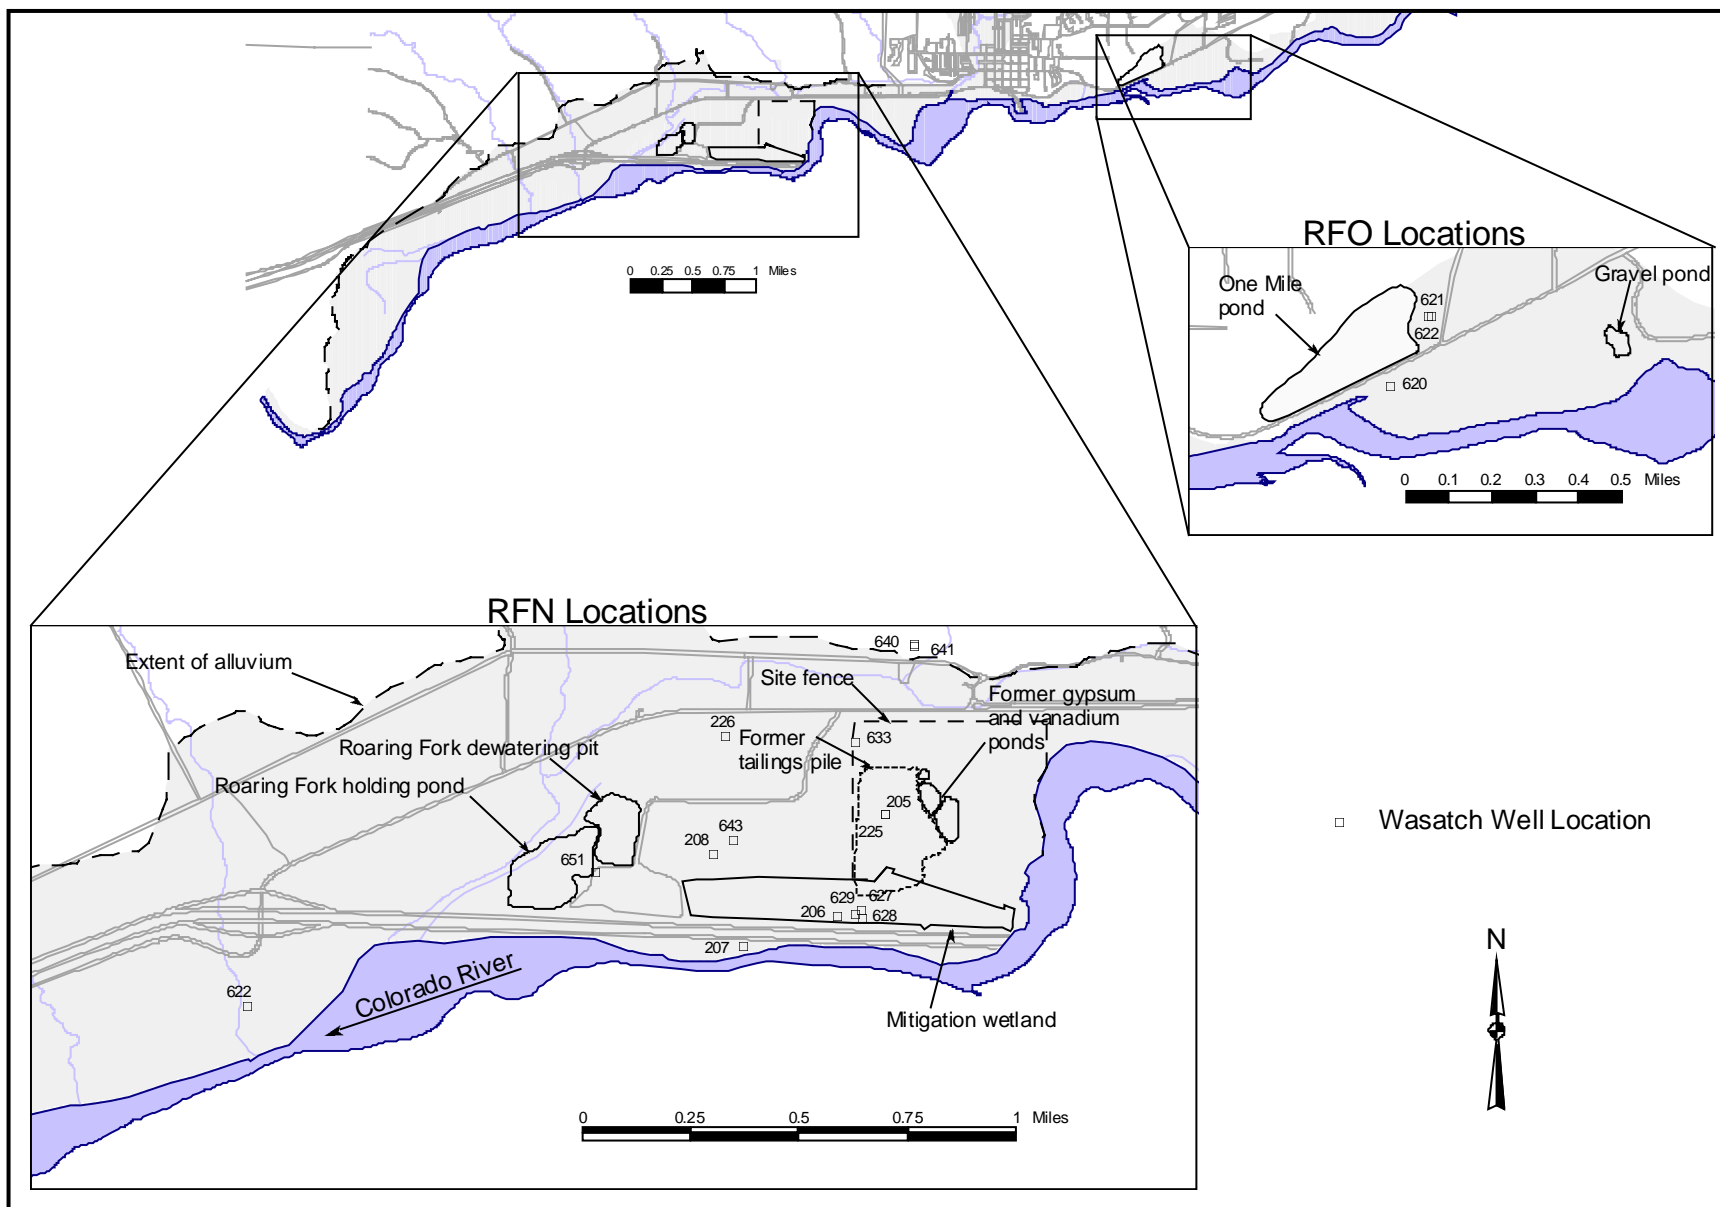 0 0.25 0.5 0.75 1 Miles
RFO Locations
Gravel pond
One Mile
pond
621
622
620
0 0.1 0.2 0.3 0.4 0.5 Miles
RFN Locations
640
641
Extent of alluvium
Site fence
Former gypsum
and vanadium
ponds
226
633
Former
tailings pile
Roaring Fork dewatering pit
Roaring Fork holding pond
205
225
643
208
651
629
627
206
628
207
622
Colorado River
Mitigation wetland
0 0.25 0.5 0.75 1 Miles
Wasatch Well Location
N